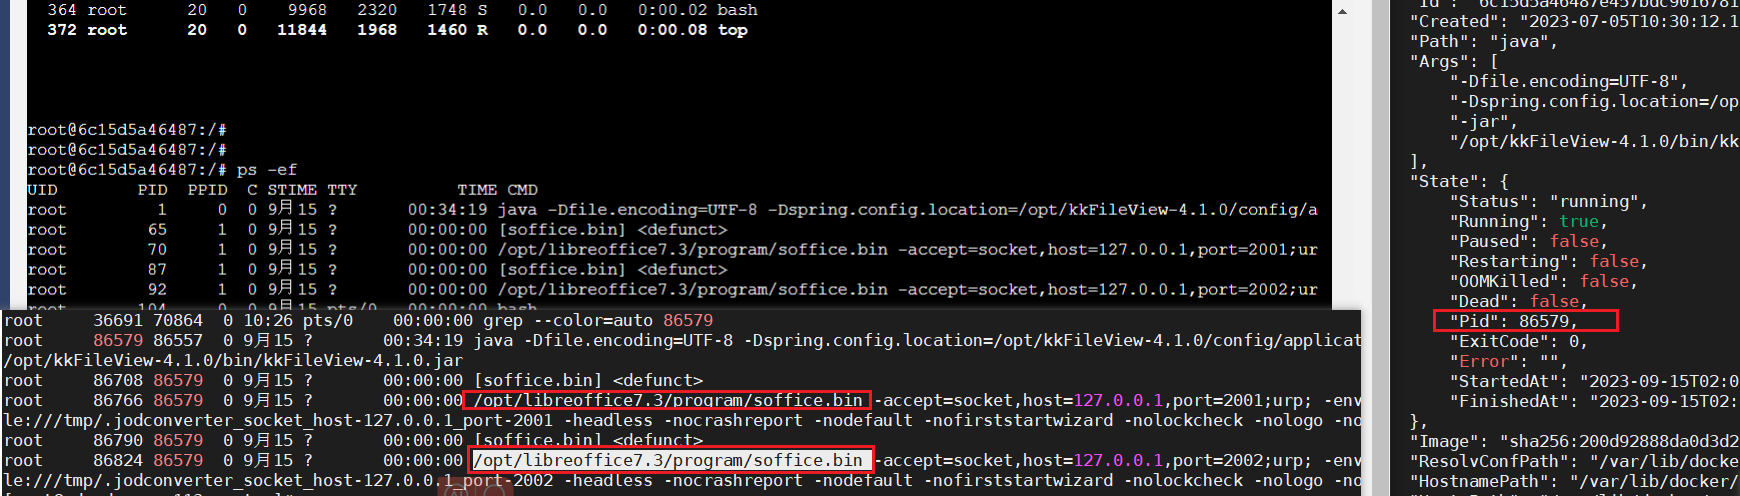 364 root 20 0 9968 2320 1748 S 0.0 0.0 0:00.02 bash
372 root 20 0 11844 1968 1460 R 0.0 0.0 0:00.08 top
root@6c15d5a46487:/#
root@6c15d5a46487:/#
root@6c15d5a46487:/# ps -ef
UID PID PPID C STIME TTY TIME CMD
root 1 0 0 9月15 ? 00:34:19 java -Dfile.encoding=UTF-8 -Dspring.config.location=/opt/kkFileView-4.1.0/config/a
root 65 1 0 9月15 ? 00:00:00 [soffice.bin] <defunct>
root 70 1 0 9月15 ? 00:00:00 /opt/libreoffice7.3/program/soffice.bin -accept=socket,host=127.0.0.1,port=2001;ur
root 87 1 0 9月15 ? 00:00:00 [soffice.bin] <defunct>
root 92 1 0 9月15 ? 00:00:00 /opt/libreoffice7.3/program/soffice.bin -accept=socket,host=127.0.0.1,port=2002;ur
root 104 0 0 9月15 pts/0 00:00:00 bash
root 36691 70864 0 10:26 pts/0 00:00:00 grep --color=auto 86579
root 86579 86557 0 9月15 ? 00:34:19 java -Dfile.encoding=UTF-8 -Dspring.config.location=/opt/kkFileView-4.1.0/config/applicat
/opt/kkFileView-4.1.0/bin/kkFileView-4.1.0.jar
root 86708 86579 0 9月15 ? 00:00:00 [soffice.bin] <defunct>
root 86766 86579 0 9月15 ? 00:00:00 /opt/libreoffice7.3/program/soffice.bin -accept=socket,host=127.0.0.1,port=2001;urp; -env
le:///tmp/.jodconverter_socket_host-127.0.0.1_port-2001 -headless -nocrashreport -nodefault -nofirststartwizard -nolockcheck -nologo -no
root 86790 86579 0 9月15 ? 00:00:00 [soffice.bin] <defunct>
root 86824 86579 0 9月15 ? 00:00:00 /opt/libreoffice7.3/program/soffice.bin -accept=socket,host=127.0.0.1,port=2002;urp; -env
le:///tmp/.jodconverter_socket_host-127.0.0.1_port-2002 -headless -nocrashreport -nodefault -nofirststartwizard -nolockcheck -nologo -no
"Created": "2023-07-05T10:30:12.1
"Path": "java",
"Args": [
"-Dfile.encoding=UTF-8",
"-Dspring.config.location=/op
"-jar",
"/opt/kkFileView-4.1.0/bin/kk
],
"State": {
"Status": "running",
"Running": true,
"Paused": false,
"Restarting": false,
"OOMKilled": false,
"Dead": false,
"Pid": 86579,
"ExitCode": 0,
"Error": "",
"StartedAt": "2023-09-15T02:0
"FinishedAt": "2023-09-15T02:
},
"Image": "sha256:200d92888da0d3d2
"ResolvConfPath": "/var/lib/docke
"HostnamePath": "/var/lib/docker/